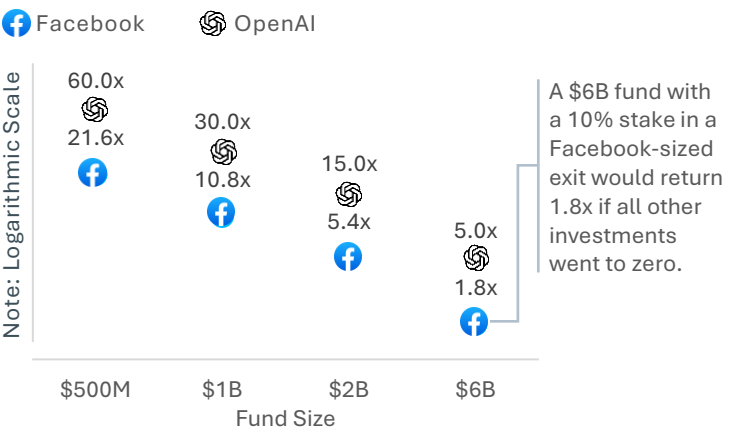 Facebook
OpenAI
Note: Logarithmic Scale
60.0x
21.6x
30.0x
10.8x
15.0x
5.4x
5.0x
1.8x
A $6B fund with
a 10% stake in a
Facebook-sized
exit would return
1.8x if all other
investments
went to zero.
$500M
$1B
$2B
$6B
Fund Size